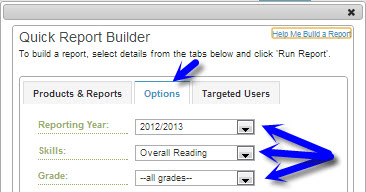 Quick Report Builder
Help Me Build a Report
To build a report, select details from the tabs below and click 'Run Report'.
Products & Reports
Options
Targeted Users
Reporting Year: 2012/2013
Skills: Overall Reading
Grade: --all grades--